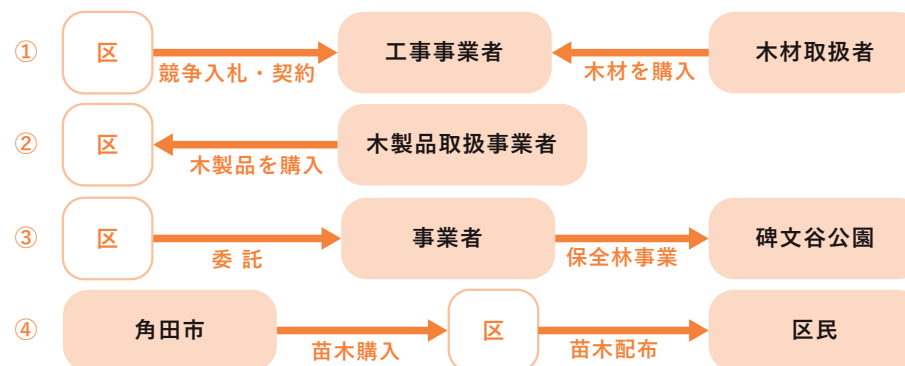 ① 区 工事事業者 木材取扱者
競争入札・契約 木材を購入
② 区 木製品取扱事業者
木製品を購入
③ 区 事業者 碑文谷公園
委 託 保全林事業
④ 角田市 区 区民
苗木購入 苗木配布